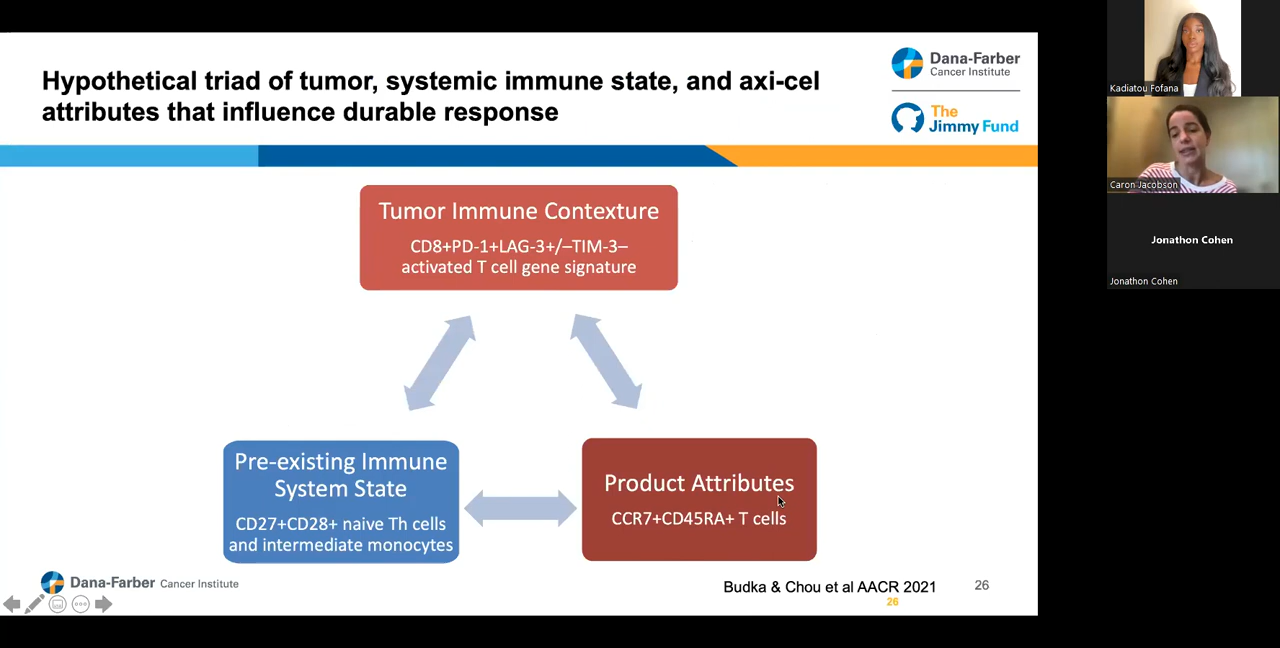 Hypothetical triad of tumor, systemic immune state, and axi-cel
attributes that influence durable response
Dana-Farber
Cancer Institute
The
Jimmy Fund
Tumor Immune Contexture
CD8+PD-1+LAG-3+/–TIM-3–
activated T cell gene signature
Pre-existing Immune
System State
CD27+CD28+ naive Th cells
and intermediate monocytes
Product Attributes
CCR7+CD45RA+ T cells
Dana-Farber Cancer Institute
Budka & Chou et al AACR 2021
26
26
Kadiatou Fofana
Caron Jacobson
Jonathon Cohen
Jonathon Cohen